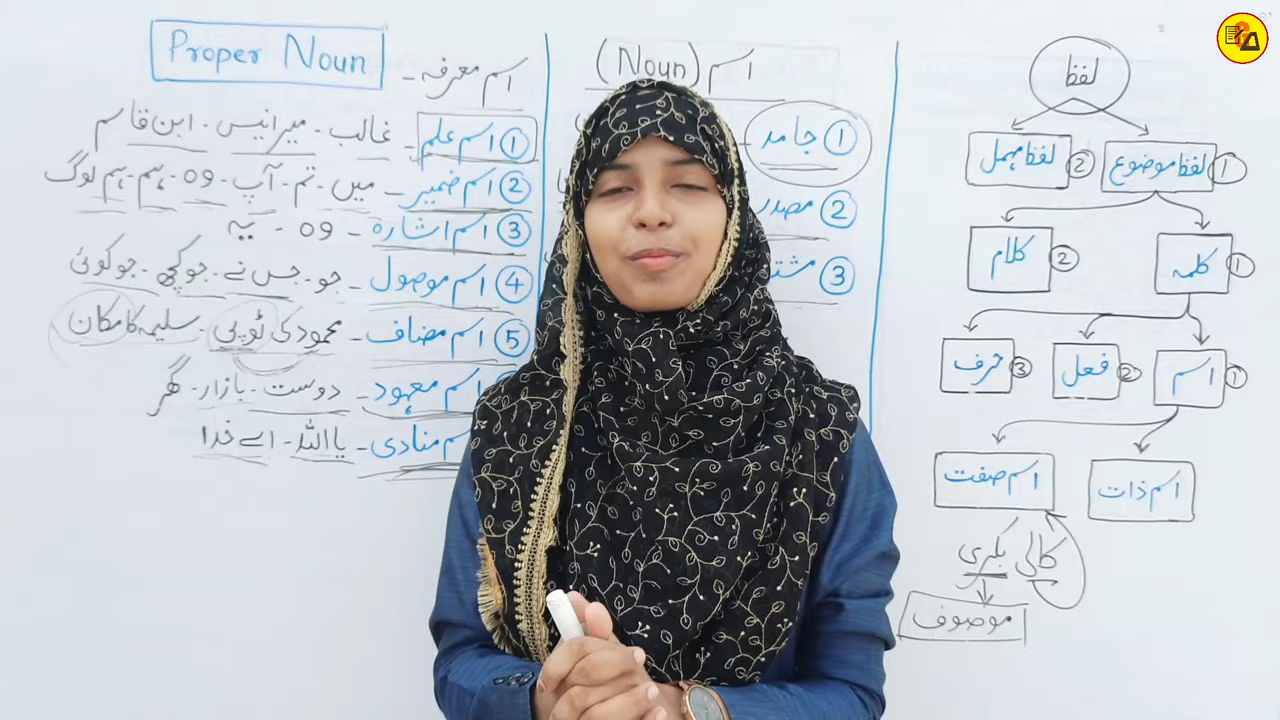 لفظ
لفظ موضوع ①
لفظ مہمل ②
کلمہ ①
کلام ②
اسم ①
فعل ②
حرف ③
اسم ذات
اسم صفت
کالی بکری
موصوف
اسم (Noun)
① جامد
② مصدر
③
Proper Noun
اسم معرفہ ۔
① اسم علم غالب ۔ میر انیس ۔ ابن قاسم
② اسم ضمیر ۔ میں ۔ تم ۔ آپ ۔ وہ ۔ ہم ۔ ہم لوگ
③ اسم اشارہ ۔ وہ ۔ یہ
④ اسم موصول ۔ جو ۔ جس نے ۔ جو کچھ ۔ جو کوئی
⑤ اسم مضاف ۔ محمود کی ٹوپی ۔ سلیمہ کا مکان
اسم معہود ۔ دوست ۔ بازار ۔ گھر
اسم منادی ۔ یا اللہ ۔ اے خدا